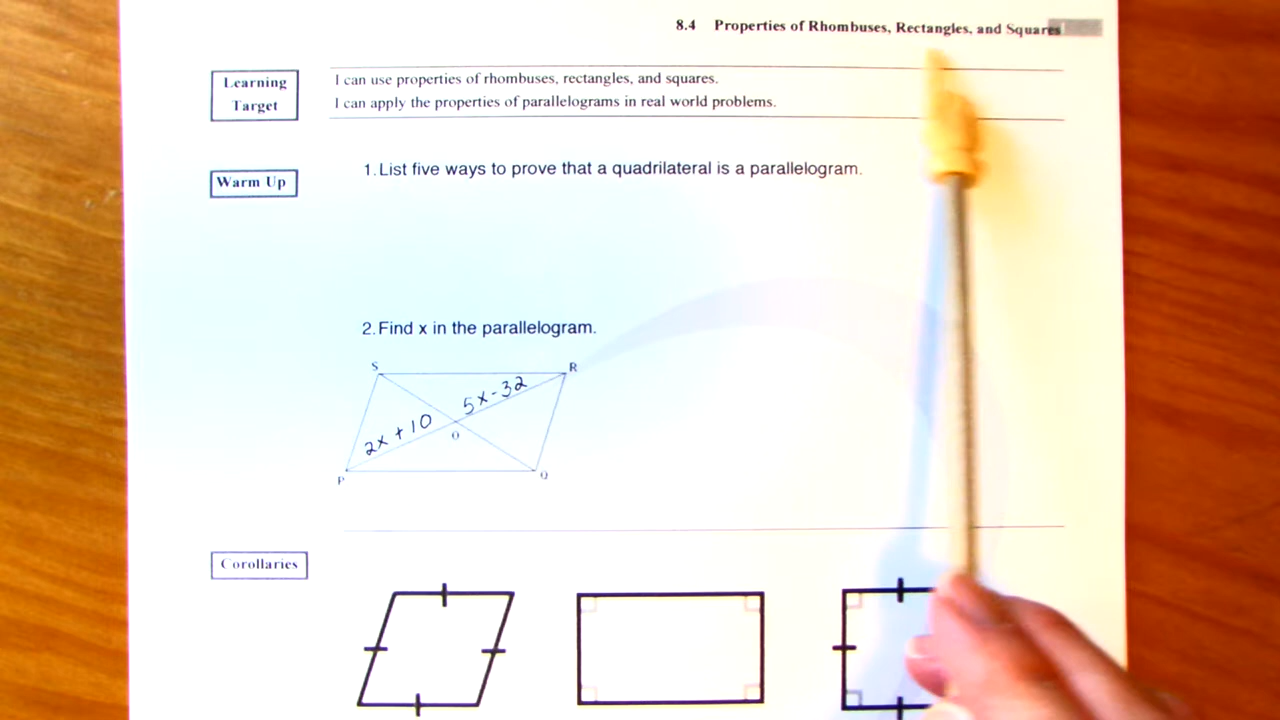 8.4 Properties of Rhombuses, Rectangles, and Squares
Learning
Target
I can use properties of rhombuses, rectangles, and squares.
I can apply the properties of parallelograms in real world problems.
Warm Up
1. List five ways to prove that a quadrilateral is a parallelogram.
2. Find x in the parallelogram.
S
R
5x-32
2x + 10
O
P
Q
Corollaries